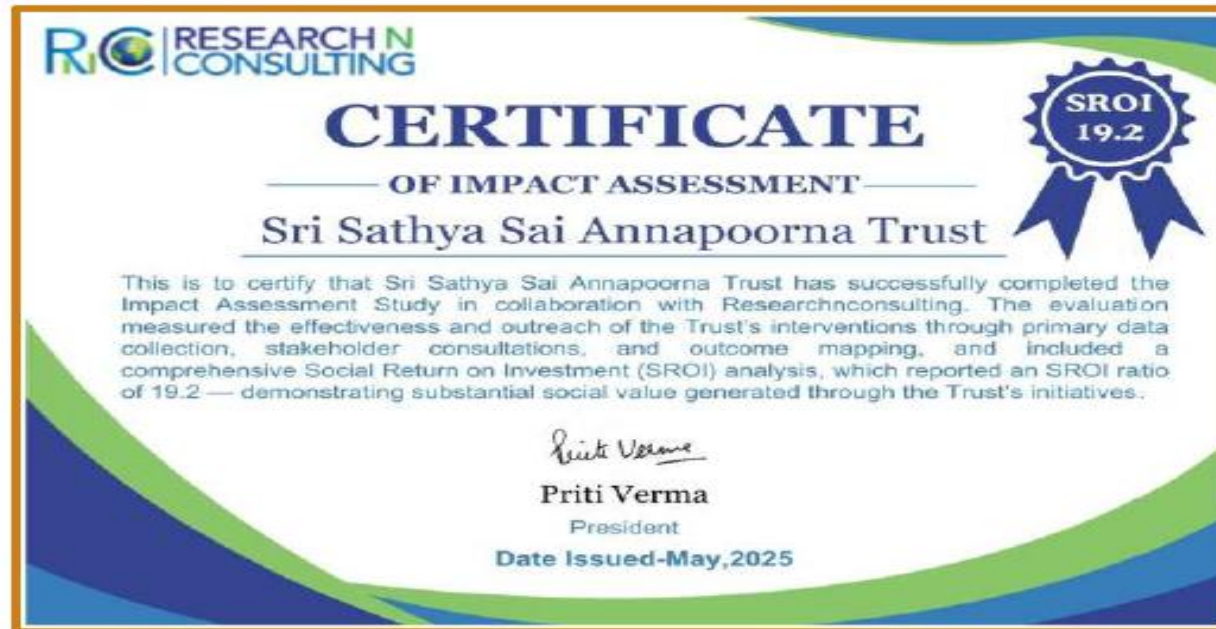 RNC RESEARCH N
CONSULTING
SROI
19.2
CERTIFICATE
OF IMPACT ASSESSMENT
Sri Sathya Sai Annapoorna Trust
This is to certify that Sri Sathya Sai Annapoorna Trust has successfully completed the
Impact Assessment Study in collaboration with Researchnconsulting. The evaluation
measured the effectiveness and outreach of the Trust's interventions through primary data
collection, stakeholder consultations, and outcome mapping, and included a
comprehensive Social Return on Investment (SROI) analysis, which reported an SROI ratio
of 19.2 — demonstrating substantial social value generated through the Trust's initiatives.
Priti Verma
Priti Verma
President
Date Issued-May,2025